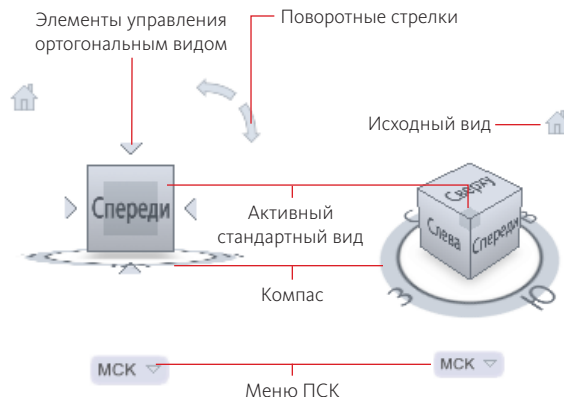 Элементы управления
ортогональным видом
Поворотные стрелки
Исходный вид
Сверху
Спереди
Слева
Спереди
С
В
Активный
стандартный вид
З
Ю
Компас
МСК
МСК
Меню ПСК